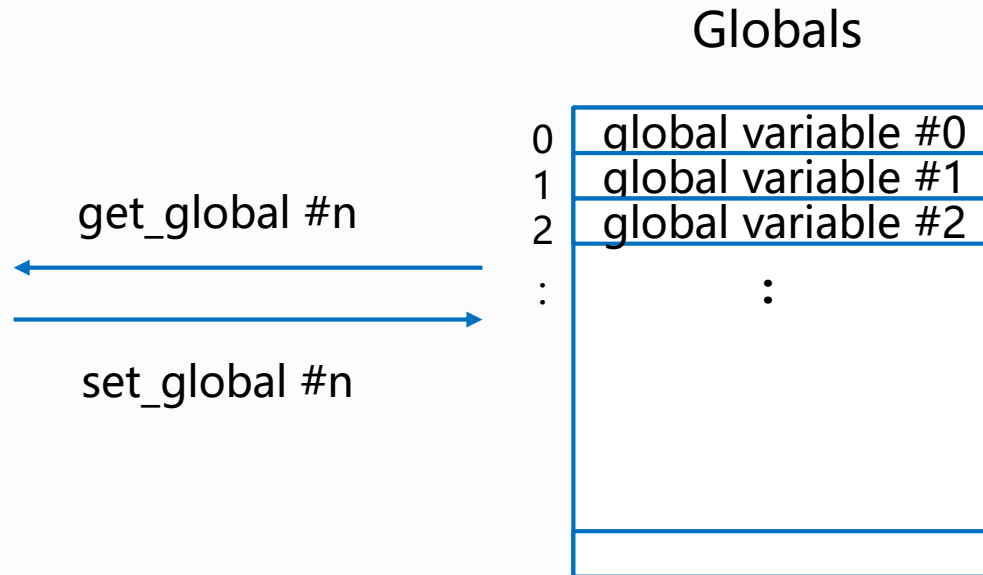 Globals
0 global variable #0
1 global variable #1
get_global #n
2 global variable #2
: :
set_global #n